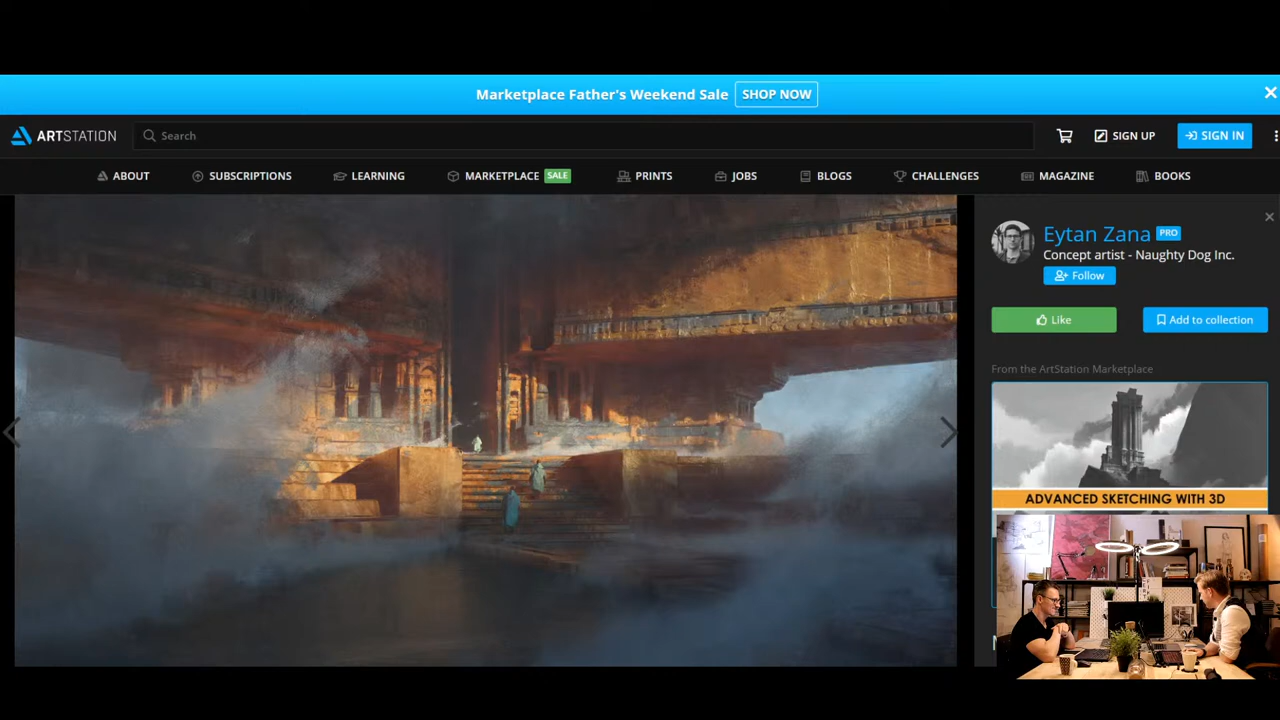 Marketplace Father's Weekend Sale SHOP NOW
ARTSTATION Search SIGN UP SIGN IN
ABOUT SUBSCRIPTIONS LEARNING MARKETPLACE SALE PRINTS JOBS BLOGS CHALLENGES MAGAZINE BOOKS
Eytan Zana PRO
Concept artist - Naughty Dog Inc.
Follow
Like Add to collection
From the ArtStation Marketplace
ADVANCED SKETCHING WITH 3D